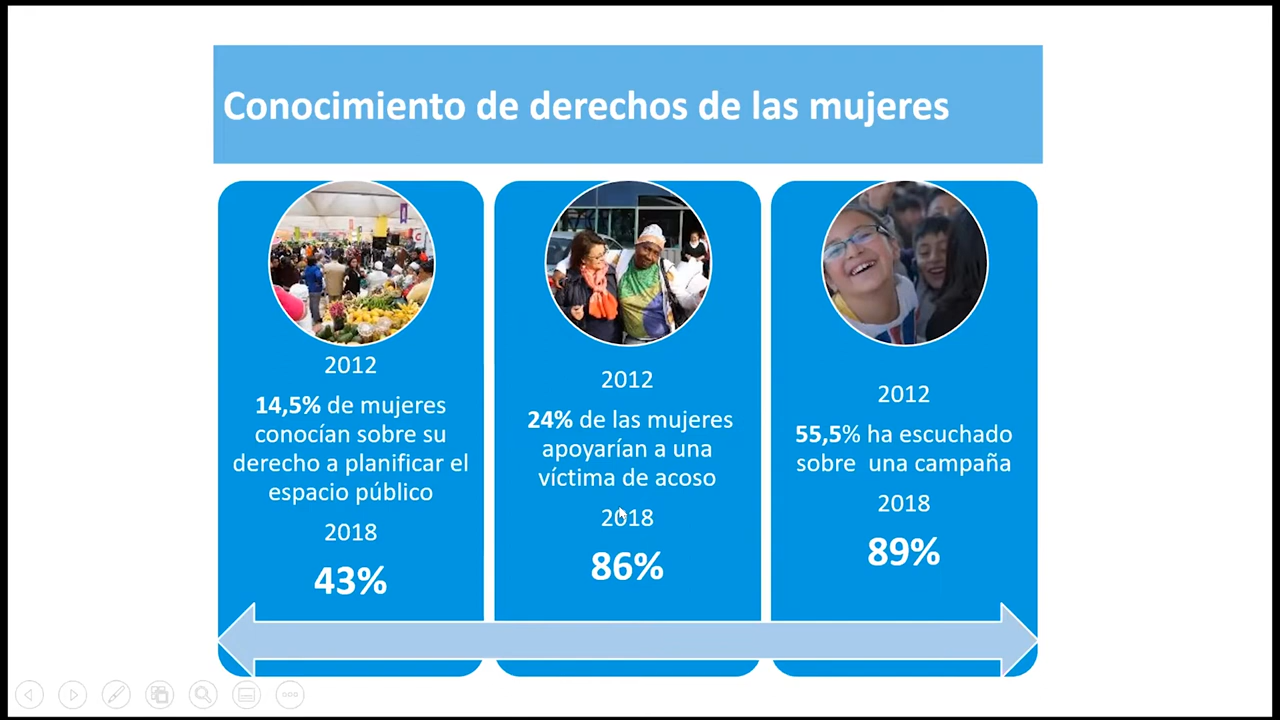 Conocimiento de derechos de las mujeres
2012
14,5% de mujeres
conocían sobre su
derecho a planificar el
espacio público
2018
43%
2012
24% de las mujeres
apoyarían a una
víctima de acoso
2018
86%
2012
55,5% ha escuchado
sobre una campaña
2018
89%